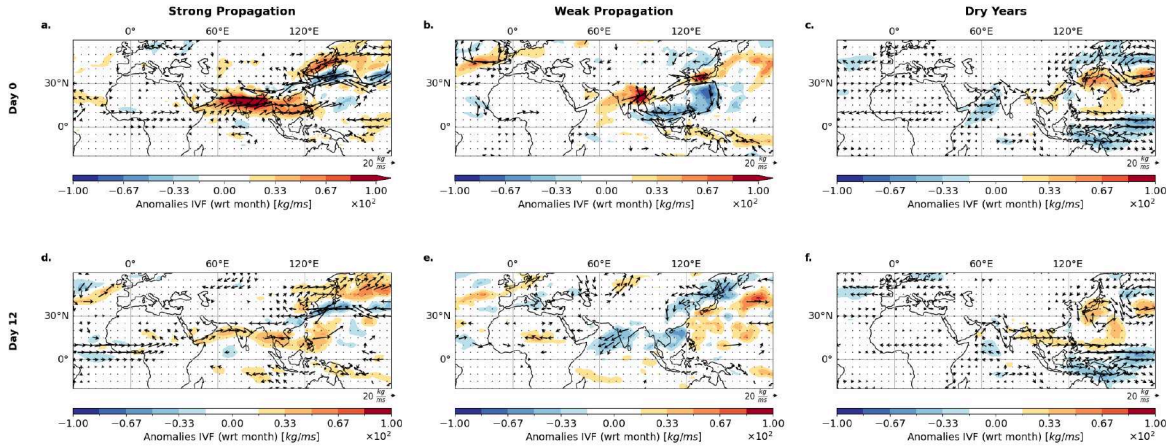 Strong Propagation Weak Propagation Dry Years
a. b. c.
0° 60°E 120°E 0° 60°E 120°E 0° 60°E 120°E
Day 0
30°N 30°N 30°N
0° 0° 0°
20 kg/ms 20 kg/ms 20 kg/ms
−1.00 −0.67 −0.33 0.00 0.33 0.67 1.00 −1.00 −0.67 −0.33 0.00 0.33 0.67 1.00 −1.00 −0.67 −0.33 0.00 0.33 0.67 1.00
Anomalies IVF (wrt month) [kg/ms] ×10² Anomalies IVF (wrt month) [kg/ms] ×10² Anomalies IVF (wrt month) [kg/ms] ×10²
d. e. f.
0° 60°E 120°E 0° 60°E 120°E 0° 60°E 120°E
Day 12
30°N 30°N 30°N
0° 0° 0°
20 kg/ms 20 kg/ms 20 kg/ms
−1.00 −0.67 −0.33 0.00 0.33 0.67 1.00 −1.00 −0.67 −0.33 0.00 0.33 0.67 1.00 −1.00 −0.67 −0.33 0.00 0.33 0.67 1.00
Anomalies IVF (wrt month) [kg/ms] ×10² Anomalies IVF (wrt month) [kg/ms] ×10² Anomalies IVF (wrt month) [kg/ms] ×10²